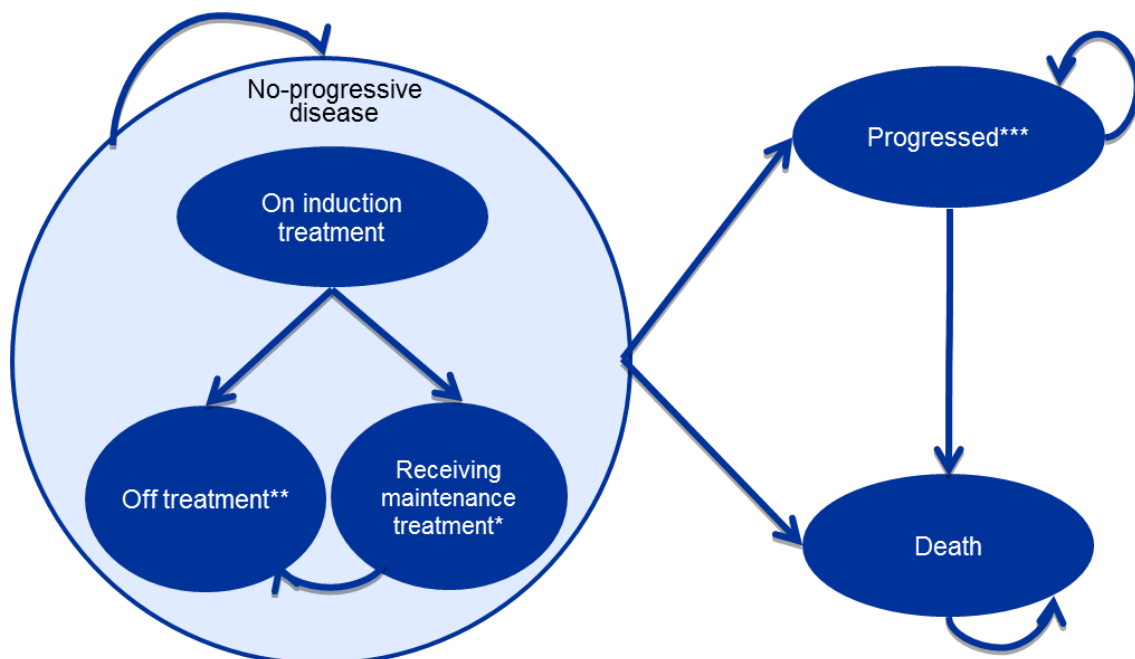 No-progressive
disease
On induction
treatment
Off treatment**
Receiving
maintenance
treatment*
Progressed***
Death